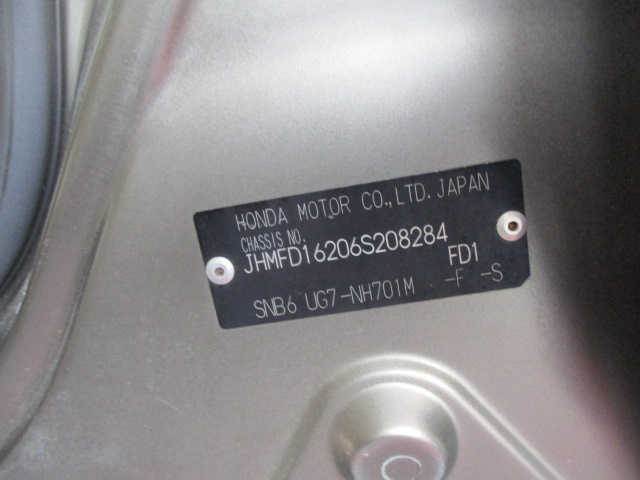 HONDA MOTOR CO.,LTD. JAPAN
CHASSIS NO.
JHMFD16206S208284
FD1
SNB6 UG7-NH701M -F -S